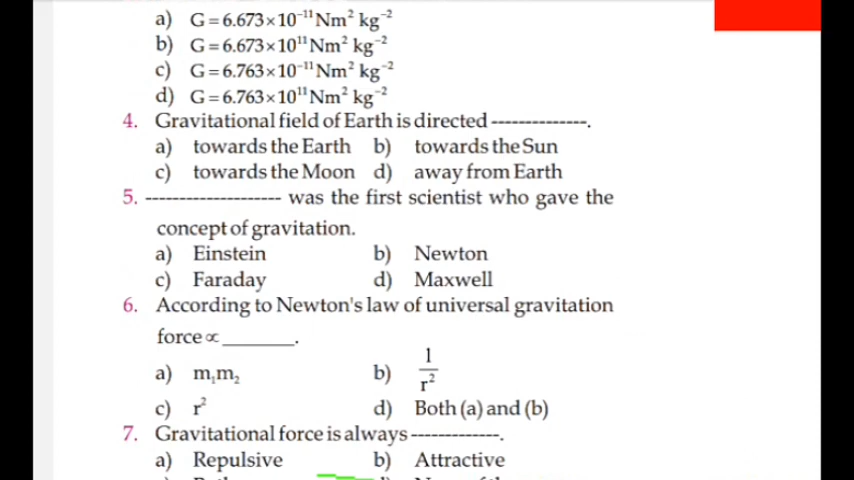 a) G=6.673×10⁻¹¹Nm² kg⁻²
b) G=6.673×10¹¹Nm² kg⁻²
c) G=6.763×10⁻¹¹Nm² kg⁻²
d) G=6.763×10¹¹Nm² kg⁻²
4. Gravitational field of Earth is directed --------------.
a) towards the Earth b) towards the Sun
c) towards the Moon d) away from Earth
5. -------------------- was the first scientist who gave the
concept of gravitation.
a) Einstein b) Newton
c) Faraday d) Maxwell
6. According to Newton's law of universal gravitation
force ∝ ________.
a) m₁m₂ b) 1/r²
c) r² d) Both (a) and (b)
7. Gravitational force is always -------------.
a) Repulsive b) Attractive